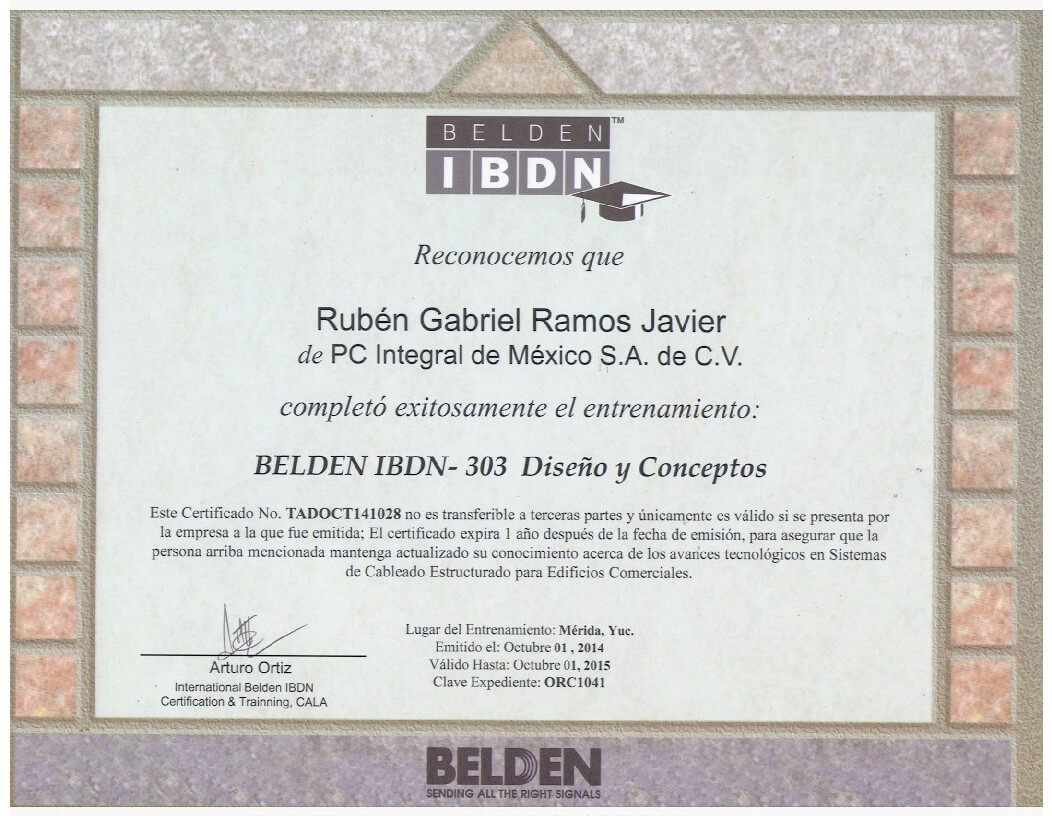 BELDEN™
IBDN
Reconocemos que
Rubén Gabriel Ramos Javier
de PC Integral de México S.A. de C.V.
completó exitosamente el entrenamiento:
BELDEN IBDN- 303 Diseño y Conceptos
Este Certificado No. TADOCT141028 no es transferible a terceras partes y únicamente es válido si se presenta por
la empresa a la que fue emitida; El certificado expira 1 año después de la fecha de emisión, para asegurar que la
persona arriba mencionada mantenga actualizado su conocimiento acerca de los avances tecnológicos en Sistemas
de Cableado Estructurado para Edificios Comerciales.
Arturo Ortiz
International Belden IBDN
Certification & Trainning, CALA
Lugar del Entrenamiento: Mérida, Yuc.
Emitido el: Octubre 01 , 2014
Válido Hasta: Octubre 01, 2015
Clave Expediente: ORC1041
BELDEN
SENDING ALL THE RIGHT SIGNALS